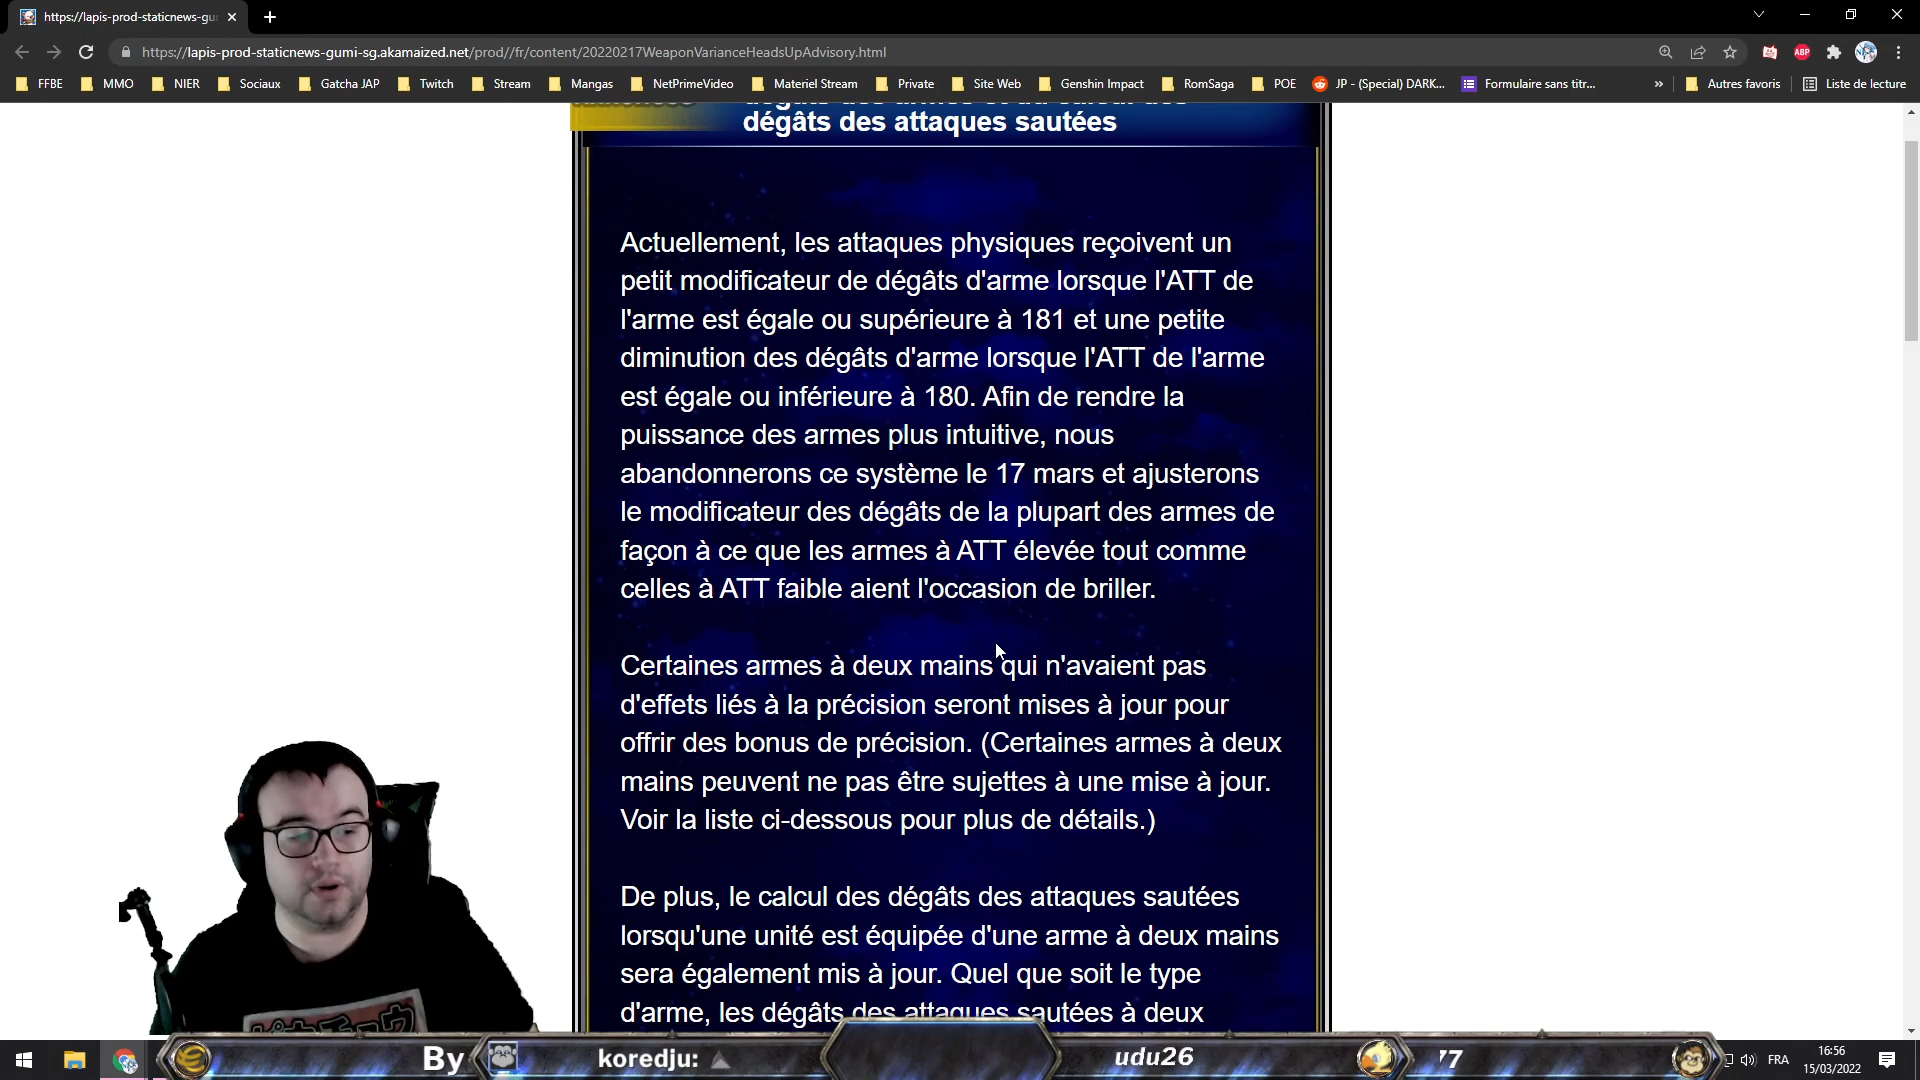 https://lapis-prod-staticnews-gu
https://lapis-prod-staticnews-gumi-sg.akamaized.net/prod//fr/content/20220217WeaponVarianceHeadsUpAdvisory.html
ABP
FFBE MMO NIER Sociaux Gatcha JAP Twitch Stream Mangas NetPrimeVideo Materiel Stream Private Site Web Genshin Impact RomSaga POE JP - (Special) DARK... Formulaire sans titr... » Autres favoris Liste de lecture
dégâts des armes et du calcul des
dégâts des attaques sautées
Actuellement, les attaques physiques reçoivent un
petit modificateur de dégâts d'arme lorsque l'ATT de
l'arme est égale ou supérieure à 181 et une petite
diminution des dégâts d'arme lorsque l'ATT de l'arme
est égale ou inférieure à 180. Afin de rendre la
puissance des armes plus intuitive, nous
abandonnerons ce système le 17 mars et ajusterons
le modificateur des dégâts de la plupart des armes de
façon à ce que les armes à ATT élevée tout comme
celles à ATT faible aient l'occasion de briller.
Certaines armes à deux mains qui n'avaient pas
d'effets liés à la précision seront mises à jour pour
offrir des bonus de précision. (Certaines armes à deux
mains peuvent ne pas être sujettes à une mise à jour.
Voir la liste ci-dessous pour plus de détails.)
De plus, le calcul des dégâts des attaques sautées
lorsqu'une unité est équipée d'une arme à deux mains
sera également mis à jour. Quel que soit le type
d'arme, les dégâts des attaques sautées à deux
By
koredju:
udu26
77
FRA
16:56
15/03/2022